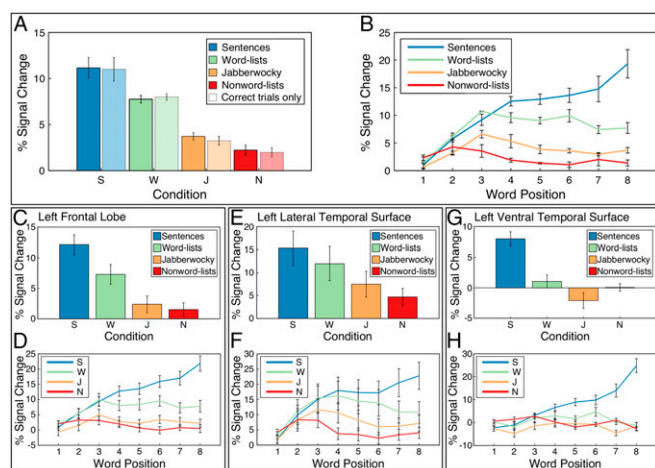 A
% Signal Change
15
10
5
0
Sentences
Word-lists
Jabberwocky
Nonword-lists
Correct trials only
S W J N
Condition
B
% Signal Change
25
20
15
10
5
0
Sentences
Word-lists
Jabberwocky
Nonword-lists
1 2 3 4 5 6 7 8
Word Position
C
Left Frontal Lobe
% Signal Change
15
10
5
0
Sentences
Word-lists
Jabberwocky
Nonword-lists
S W J N
Condition
E
Left Lateral Temporal Surface
% Signal Change
20
15
10
5
0
Sentences
Word-lists
Jabberwocky
Nonword-lists
S W J N
Condition
G
Left Ventral Temporal Surface
% Signal Change
10
5
0
-5
Sentences
Word-lists
Jabberwocky
Nonword-lists
S W J N
Condition
D
% Signal Change
25
20
15
10
5
0
-5
S
W
J
N
1 2 3 4 5 6 7 8
Word Position
F
% Signal Change
30
25
20
15
10
5
0
S
W
J
N
1 2 3 4 5 6 7 8
Word Position
H
% Signal Change
30
20
10
0
-10
S
W
J
N
1 2 3 4 5 6 7 8
Word Position